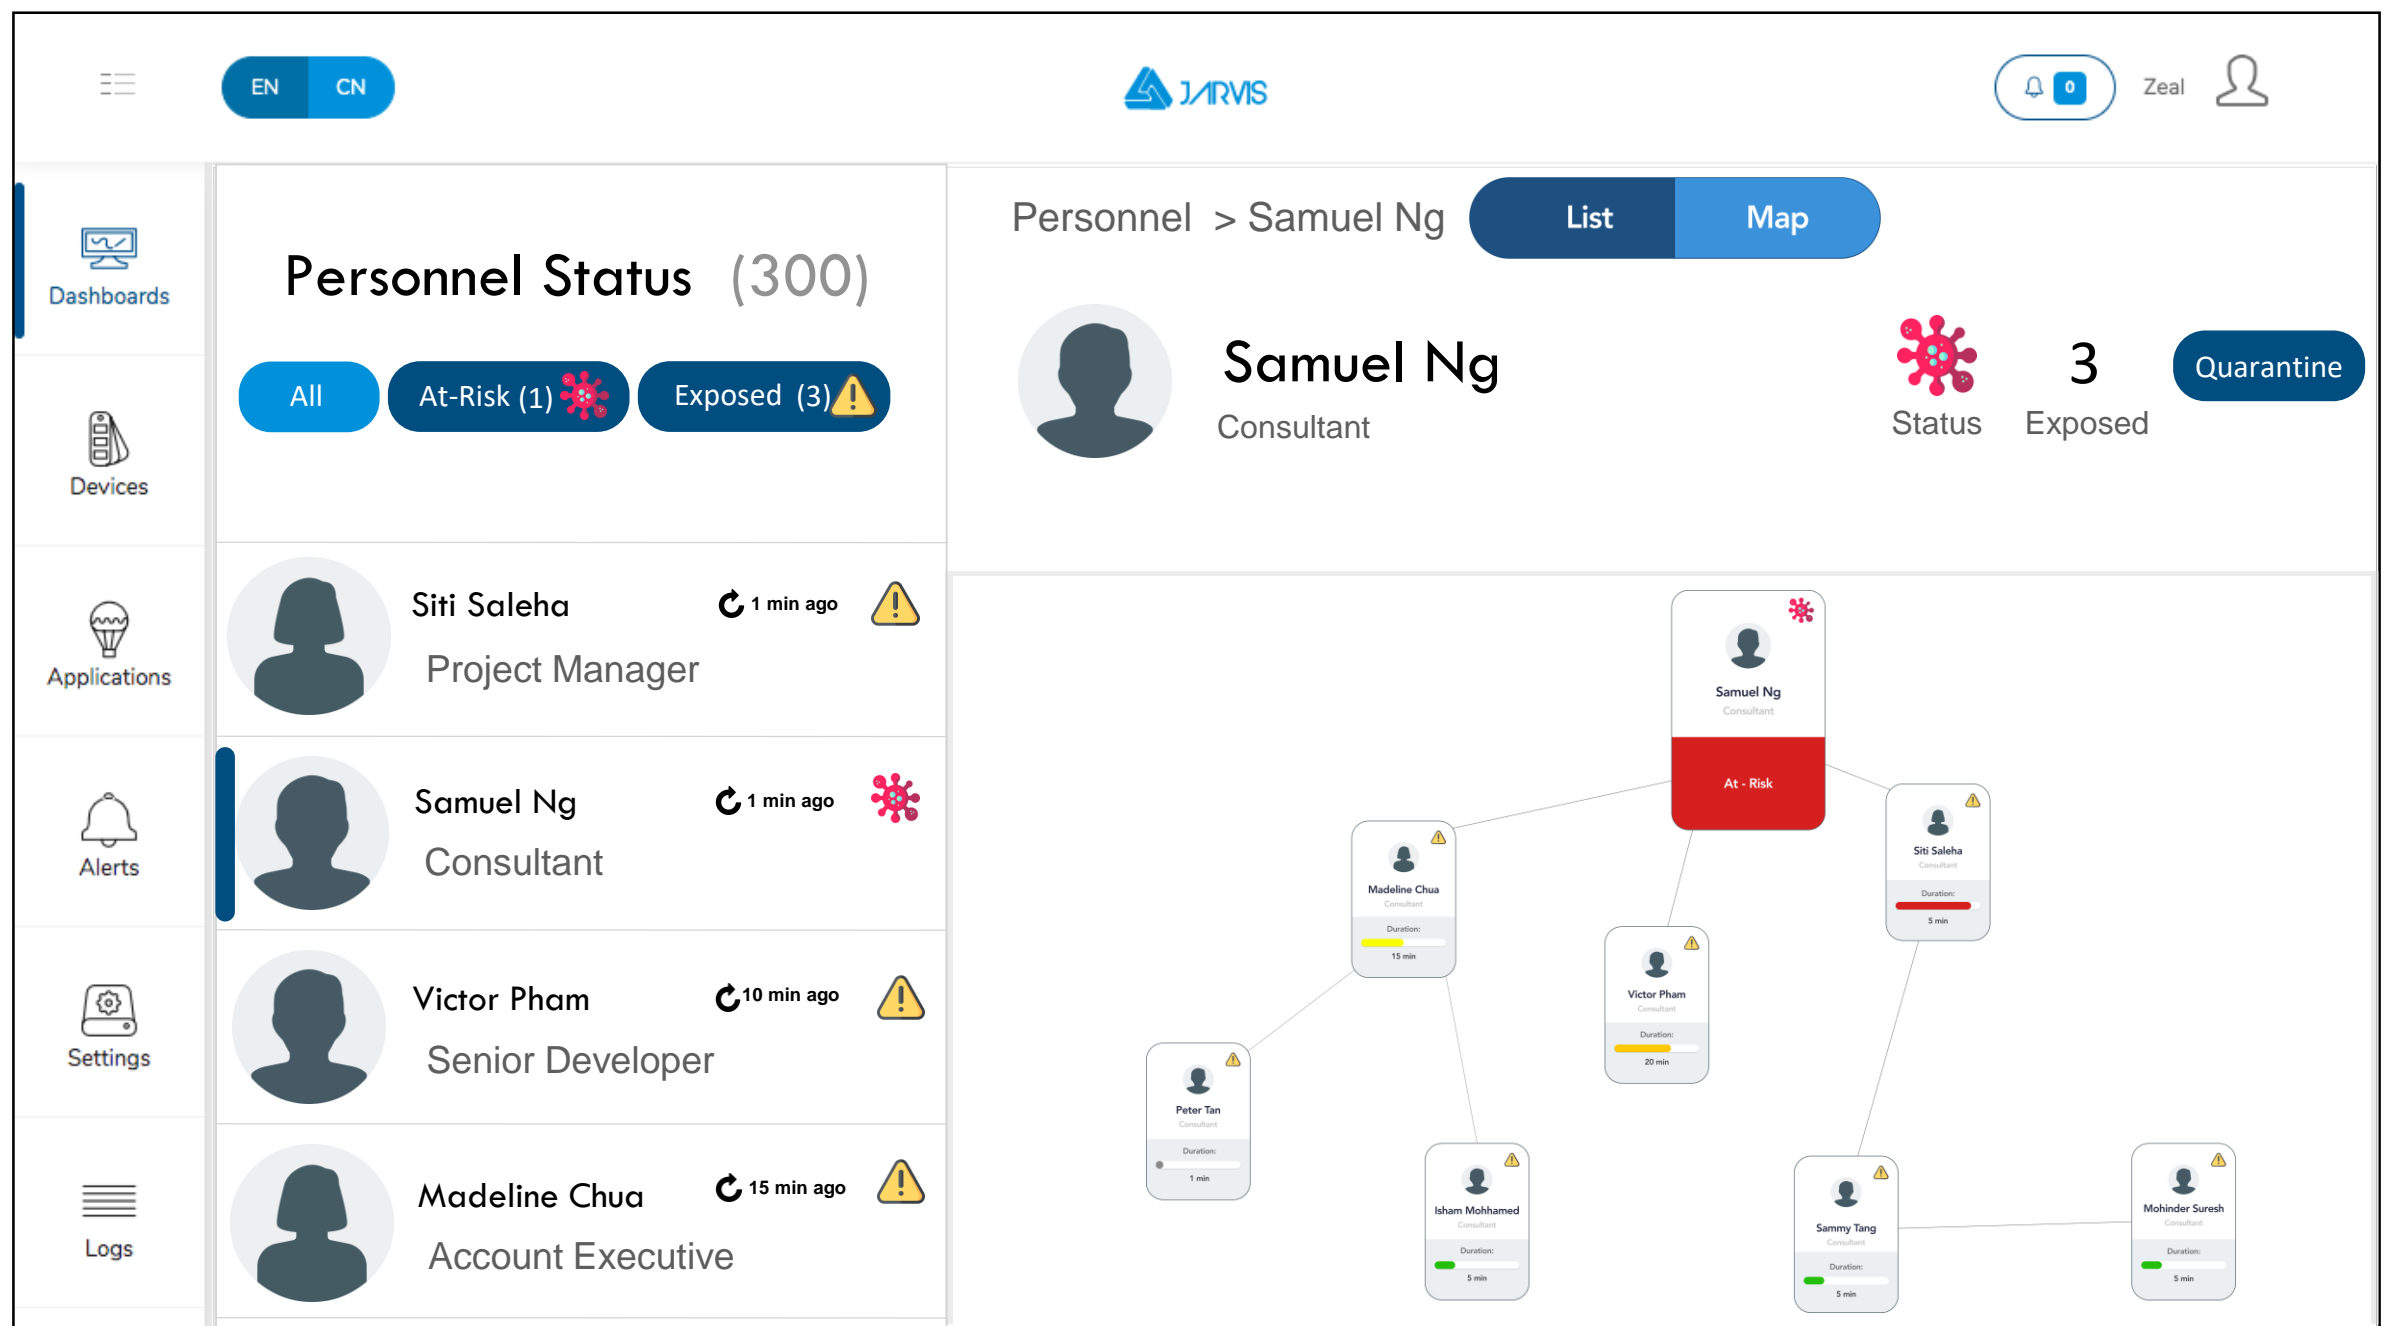 EN CN
JARVIS
0 Zeal
Dashboards
Devices
Applications
Alerts
Settings
Logs
Personnel Status (300)
All At-Risk (1) Exposed (3)
Siti Saleha 1 min ago
Project Manager
Samuel Ng 1 min ago
Consultant
Victor Pham 10 min ago
Senior Developer
Madeline Chua 15 min ago
Account Executive
Personnel > Samuel Ng List Map
Samuel Ng
Consultant
Status
3
Exposed
Quarantine
Samuel Ng
Consultant
At - Risk
Madeline Chua
Consultant
Duration:
15 min
Siti Saleha
Consultant
Duration:
5 min
Victor Pham
Consultant
Duration:
20 min
Peter Tan
Consultant
Duration:
1 min
Isham Mohhamed
Consultant
Duration:
5 min
Sammy Tang
Consultant
Duration:
5 min
Mohinder Suresh
Consultant
Duration:
5 min